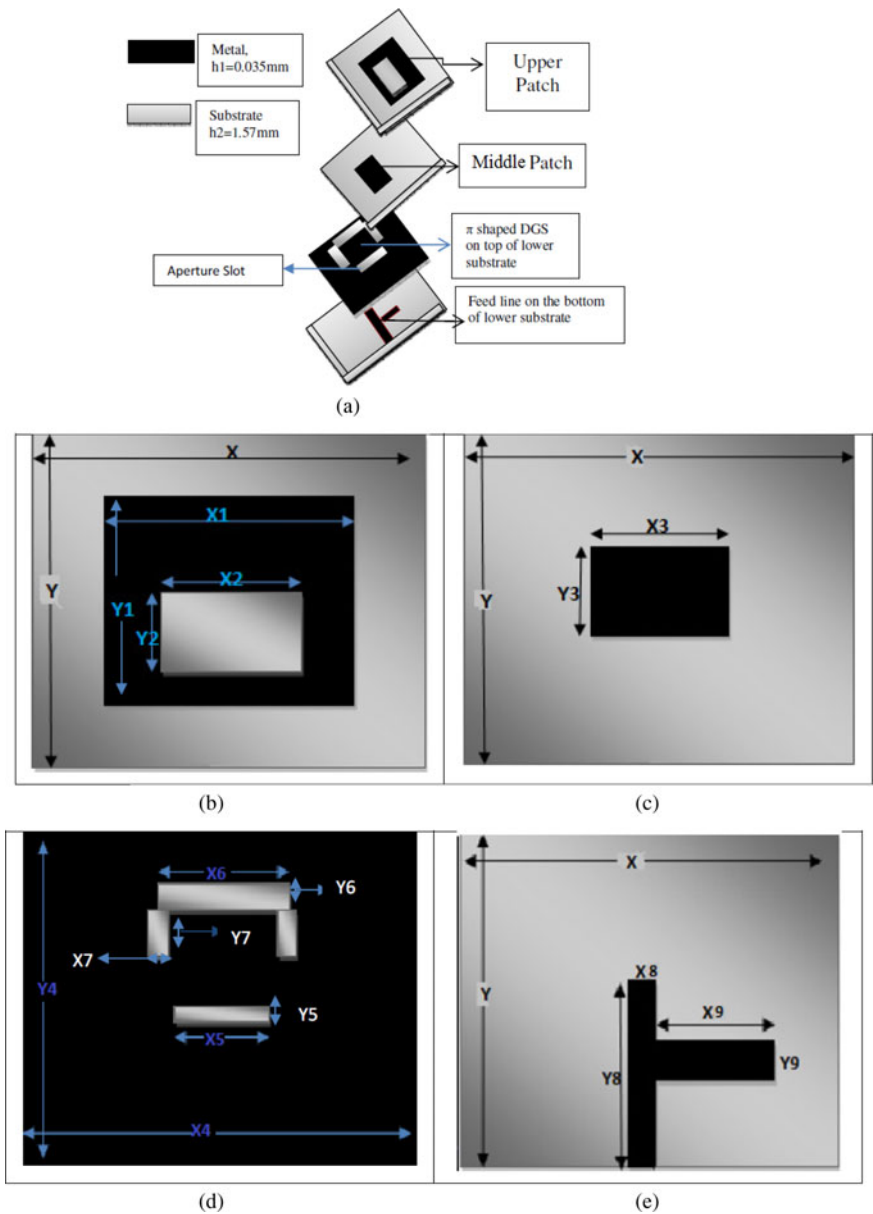 Metal,
h1=0.035mm
Substrate
h2=1.57mm
Upper
Patch
Middle Patch
π shaped DGS
on top of lower
substrate
Aperture Slot
Feed line on the bottom
of lower substrate
(a)
X
X1
X2
Y
Y1
Y2
(b)
X
X3
Y3
Y
(c)
X6
Y6
Y7
X7
Y4
Y5
X5
X4
(d)
X
X8
Y
X9
Y8
Y9
(e)